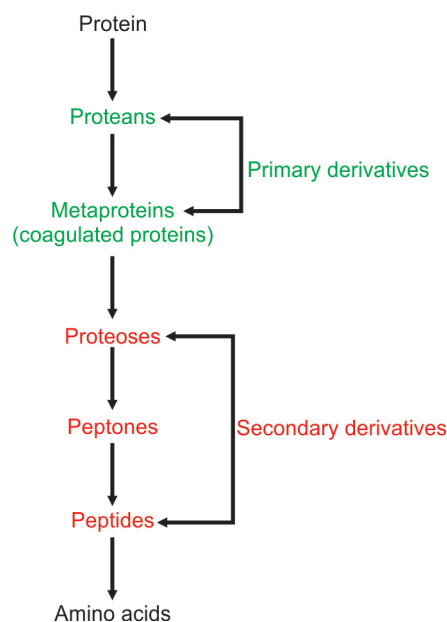 Protein
Proteans
Primary derivatives
Metaproteins
(coagulated proteins)
Proteoses
Peptones
Secondary derivatives
Peptides
Amino acids